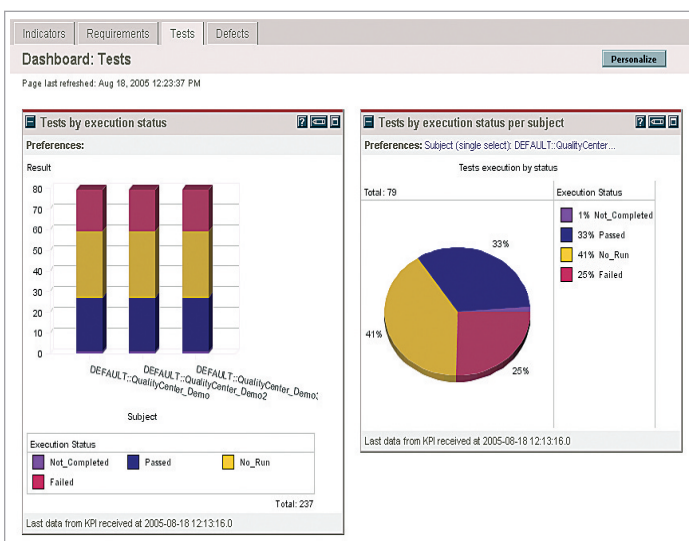 Indicators Requirements Tests Defects
Dashboard: Tests
Personalize
Page last refreshed: Aug 18, 2005 12:23:37 PM
Tests by execution status
Preferences:
Result
80
70
60
50
40
30
20
10
0
DEFAULT::QualityCenter_Demo
DEFAULT::QualityCenter_Demo2
DEFAULT::QualityCenter_Demo
Subject
Execution Status
Not_Completed Passed No_Run
Failed
Total: 237
Last data from KPI received at 2005-08-18 12:13:16.0
Tests by execution status per subject
Preferences: Subject (single select): DEFAULT::QualityCenter...
Tests execution by status
Total: 79
33%
41%
25%
Execution Status
1% Not_Completed
33% Passed
41% No_Run
25% Failed
Last data from KPI received at 2005-08-18 12:13:16.0